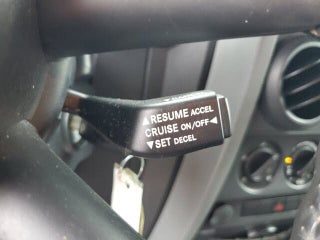 ▲RESUME ACCEL
CRUISE ON/OFF◀
▼SET DECEL